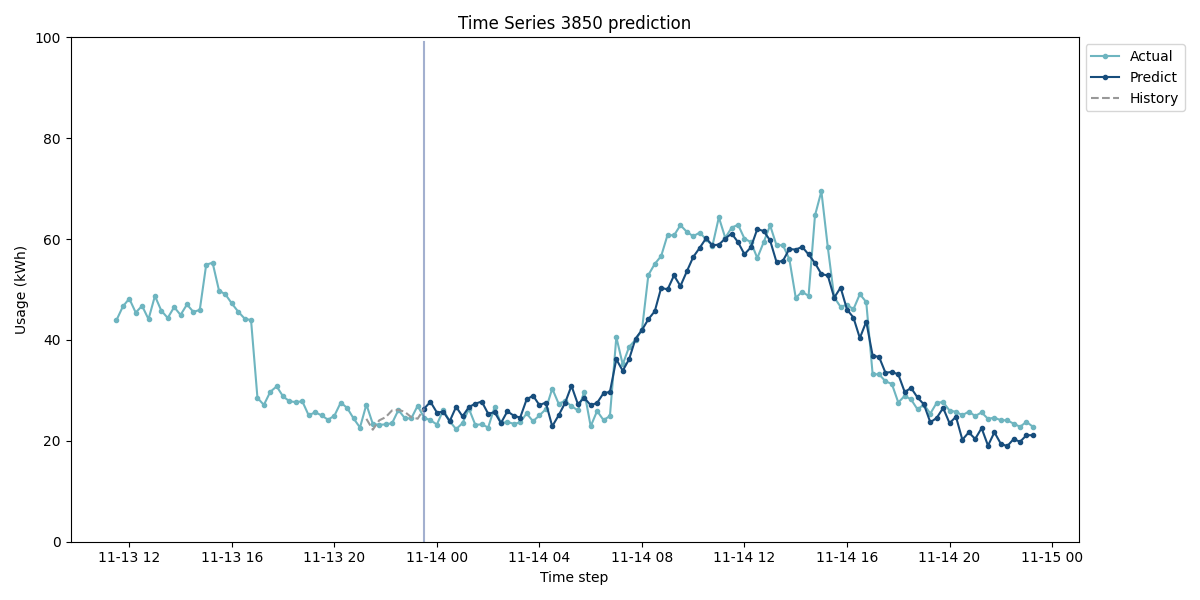 Time Series 3850 prediction
Usage (kWh)
100
80
60
40
20
0
11-13 12
11-13 16
11-13 20
11-14 00
11-14 04
11-14 08
11-14 12
11-14 16
11-14 20
11-15 00
Time step
Actual
Predict
History